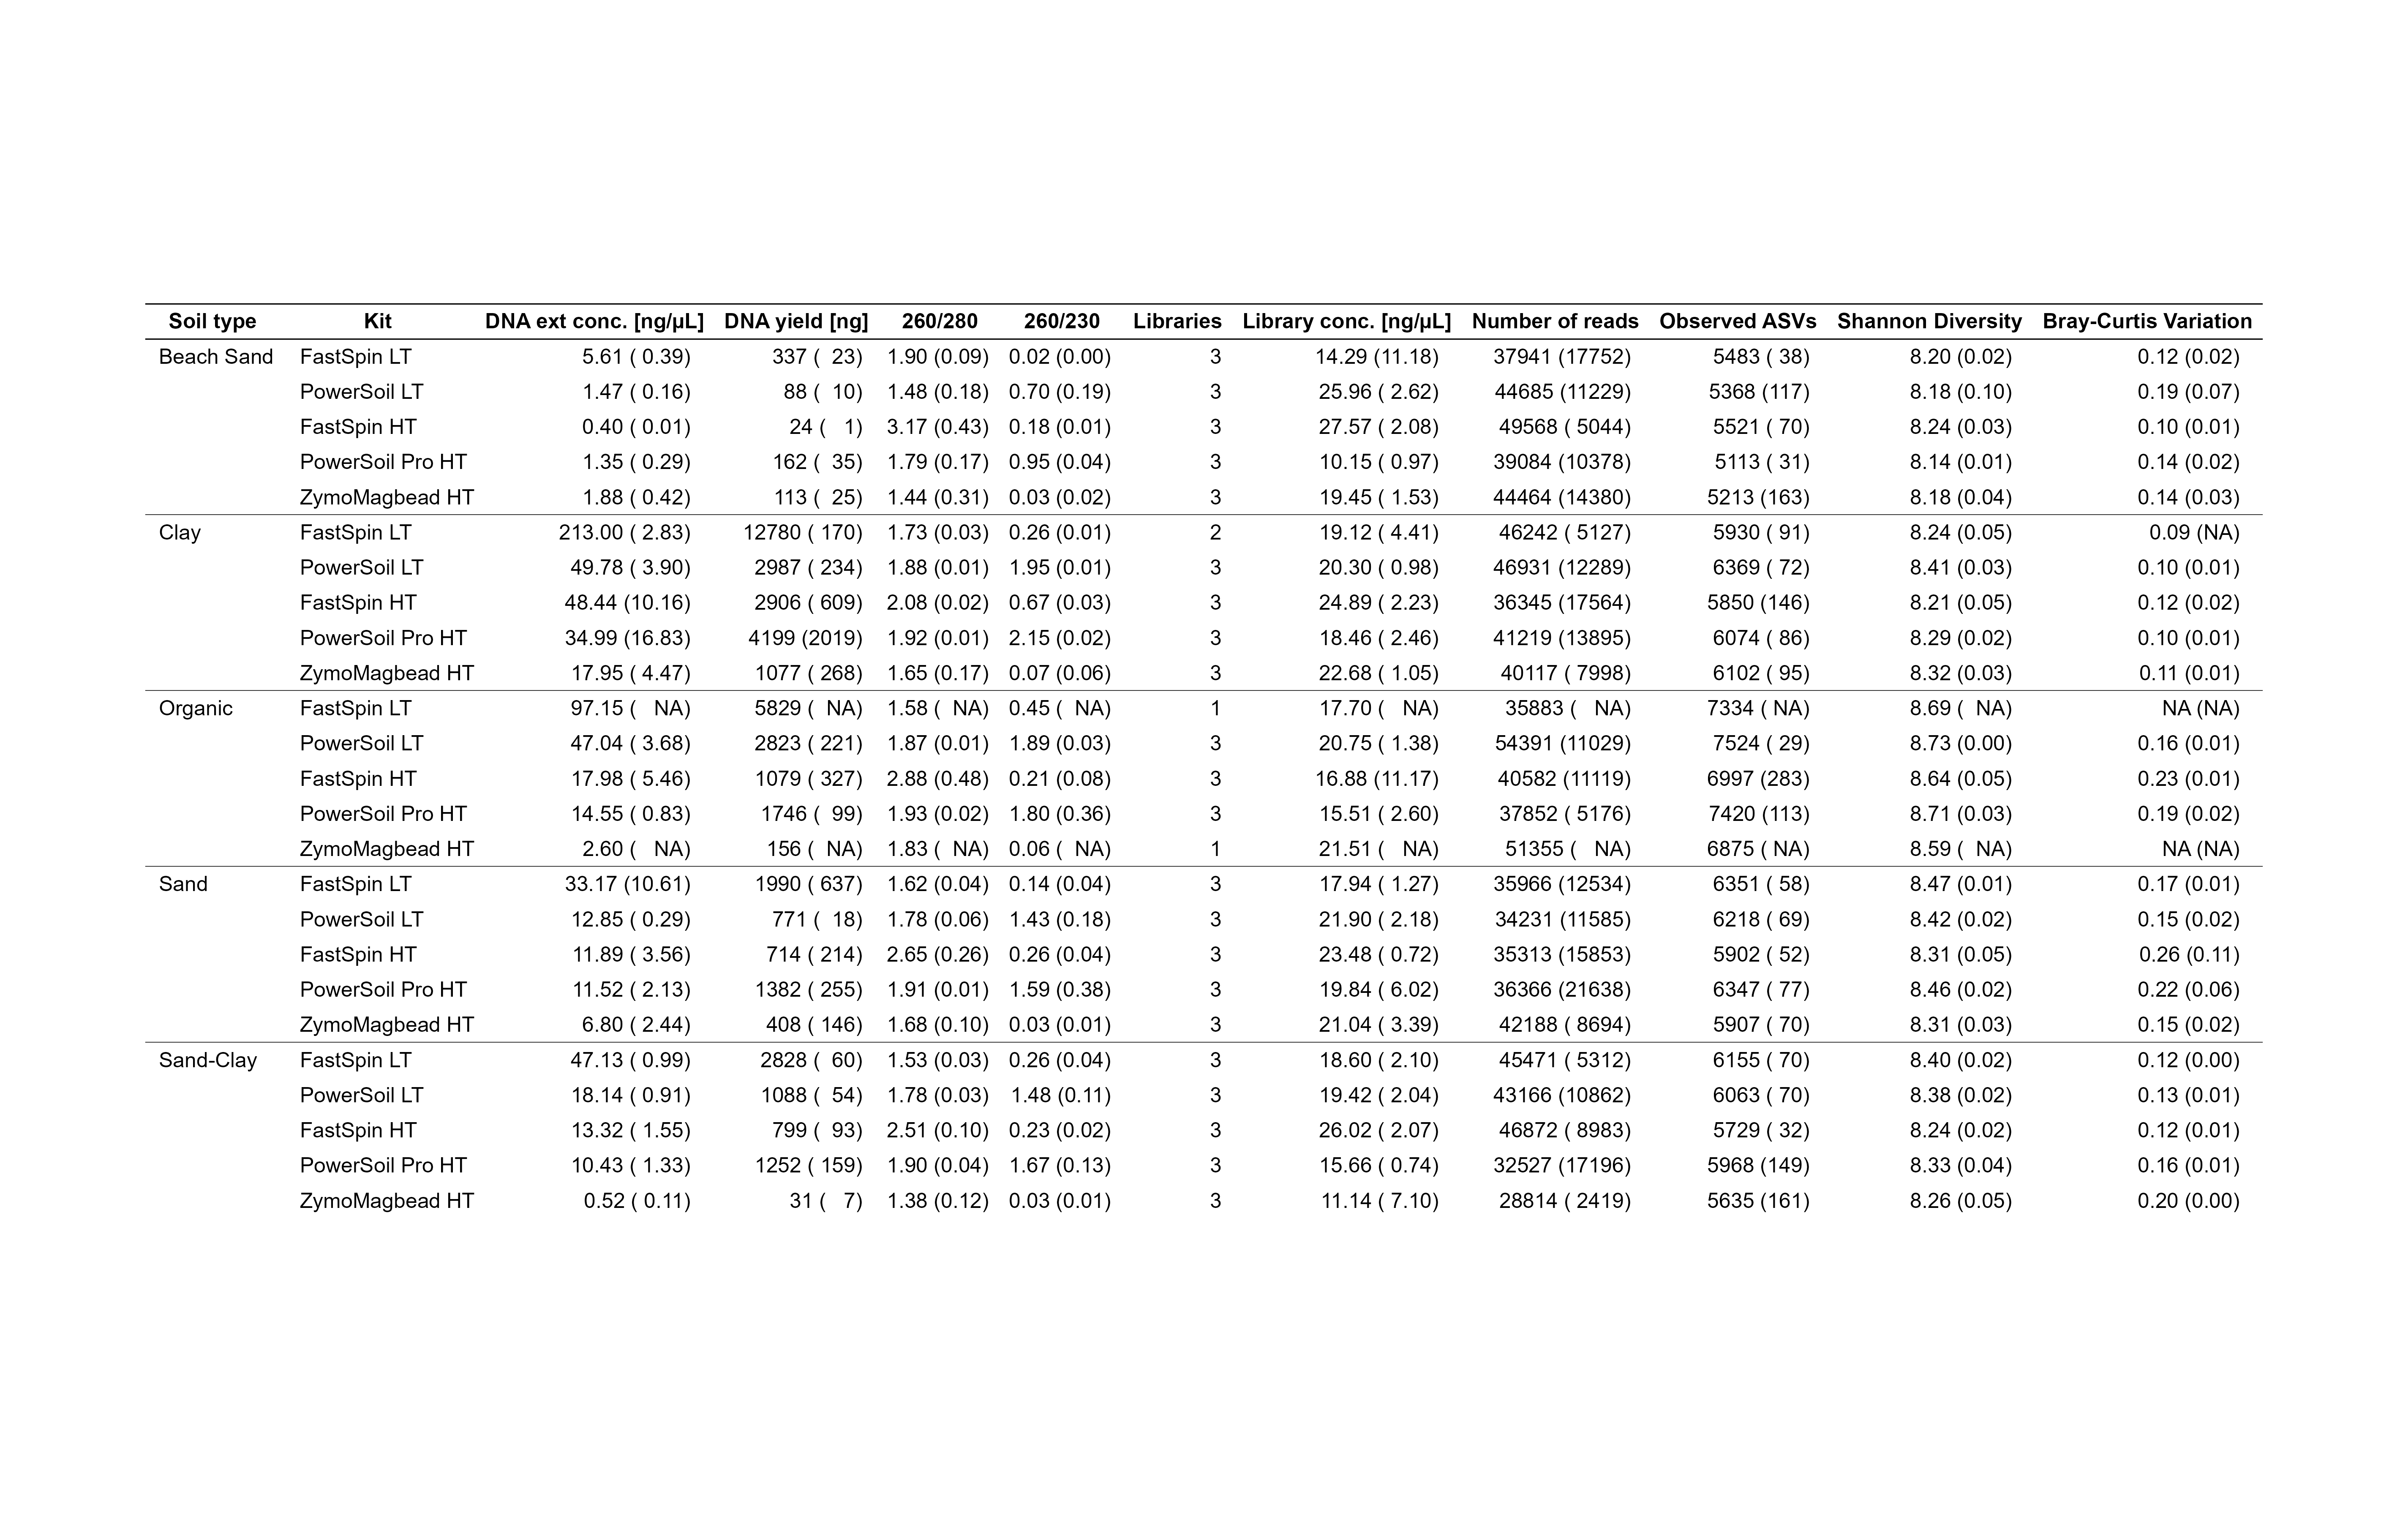 Soil type Kit DNA ext conc. [ng/µL] DNA yield [ng] 260/280 260/230 Libraries Library conc. [ng/µL] Number of reads Observed ASVs Shannon Diversity Bray-Curtis Variation
Beach Sand FastSpin LT 5.61 ( 0.39) 337 ( 23) 1.90 (0.09) 0.02 (0.00) 3 14.29 (11.18) 37941 (17752) 5483 ( 38) 8.20 (0.02) 0.12 (0.02)
PowerSoil LT 1.47 ( 0.16) 88 ( 10) 1.48 (0.18) 0.70 (0.19) 3 25.96 ( 2.62) 44685 (11229) 5368 (117) 8.18 (0.10) 0.19 (0.07)
FastSpin HT 0.40 ( 0.01) 24 ( 1) 3.17 (0.43) 0.18 (0.01) 3 27.57 ( 2.08) 49568 ( 5044) 5521 ( 70) 8.24 (0.03) 0.10 (0.01)
PowerSoil Pro HT 1.35 ( 0.29) 162 ( 35) 1.79 (0.17) 0.95 (0.04) 3 10.15 ( 0.97) 39084 (10378) 5113 ( 31) 8.14 (0.01) 0.14 (0.02)
ZymoMagbead HT 1.88 ( 0.42) 113 ( 25) 1.44 (0.31) 0.03 (0.02) 3 19.45 ( 1.53) 44464 (14380) 5213 (163) 8.18 (0.04) 0.14 (0.03)
Clay FastSpin LT 213.00 ( 2.83) 12780 ( 170) 1.73 (0.03) 0.26 (0.01) 2 19.12 ( 4.41) 46242 ( 5127) 5930 ( 91) 8.24 (0.05) 0.09 (NA)
PowerSoil LT 49.78 ( 3.90) 2987 ( 234) 1.88 (0.01) 1.95 (0.01) 3 20.30 ( 0.98) 46931 (12289) 6369 ( 72) 8.41 (0.03) 0.10 (0.01)
FastSpin HT 48.44 (10.16) 2906 ( 609) 2.08 (0.02) 0.67 (0.03) 3 24.89 ( 2.23) 36345 (17564) 5850 (146) 8.21 (0.05) 0.12 (0.02)
PowerSoil Pro HT 34.99 (16.83) 4199 (2019) 1.92 (0.01) 2.15 (0.02) 3 18.46 ( 2.46) 41219 (13895) 6074 ( 86) 8.29 (0.02) 0.10 (0.01)
ZymoMagbead HT 17.95 ( 4.47) 1077 ( 268) 1.65 (0.17) 0.07 (0.06) 3 22.68 ( 1.05) 40117 ( 7998) 6102 ( 95) 8.32 (0.03) 0.11 (0.01)
Organic FastSpin LT 97.15 ( NA) 5829 ( NA) 1.58 ( NA) 0.45 ( NA) 1 17.70 ( NA) 35883 ( NA) 7334 ( NA) 8.69 ( NA) NA (NA)
PowerSoil LT 47.04 ( 3.68) 2823 ( 221) 1.87 (0.01) 1.89 (0.03) 3 20.75 ( 1.38) 54391 (11029) 7524 ( 29) 8.73 (0.00) 0.16 (0.01)
FastSpin HT 17.98 ( 5.46) 1079 ( 327) 2.88 (0.48) 0.21 (0.08) 3 16.88 (11.17) 40582 (11119) 6997 (283) 8.64 (0.05) 0.23 (0.01)
PowerSoil Pro HT 14.55 ( 0.83) 1746 ( 99) 1.93 (0.02) 1.80 (0.36) 3 15.51 ( 2.60) 37852 ( 5176) 7420 (113) 8.71 (0.03) 0.19 (0.02)
ZymoMagbead HT 2.60 ( NA) 156 ( NA) 1.83 ( NA) 0.06 ( NA) 1 21.51 ( NA) 51355 ( NA) 6875 ( NA) 8.59 ( NA) NA (NA)
Sand FastSpin LT 33.17 (10.61) 1990 ( 637) 1.62 (0.04) 0.14 (0.04) 3 17.94 ( 1.27) 35966 (12534) 6351 ( 58) 8.47 (0.01) 0.17 (0.01)
PowerSoil LT 12.85 ( 0.29) 771 ( 18) 1.78 (0.06) 1.43 (0.18) 3 21.90 ( 2.18) 34231 (11585) 6218 ( 69) 8.42 (0.02) 0.15 (0.02)
FastSpin HT 11.89 ( 3.56) 714 ( 214) 2.65 (0.26) 0.26 (0.04) 3 23.48 ( 0.72) 35313 (15853) 5902 ( 52) 8.31 (0.05) 0.26 (0.11)
PowerSoil Pro HT 11.52 ( 2.13) 1382 ( 255) 1.91 (0.01) 1.59 (0.38) 3 19.84 ( 6.02) 36366 (21638) 6347 ( 77) 8.46 (0.02) 0.22 (0.06)
ZymoMagbead HT 6.80 ( 2.44) 408 ( 146) 1.68 (0.10) 0.03 (0.01) 3 21.04 ( 3.39) 42188 ( 8694) 5907 ( 70) 8.31 (0.03) 0.15 (0.02)
Sand-Clay FastSpin LT 47.13 ( 0.99) 2828 ( 60) 1.53 (0.03) 0.26 (0.04) 3 18.60 ( 2.10) 45471 ( 5312) 6155 ( 70) 8.40 (0.02) 0.12 (0.00)
PowerSoil LT 18.14 ( 0.91) 1088 ( 54) 1.78 (0.03) 1.48 (0.11) 3 19.42 ( 2.04) 43166 (10862) 6063 ( 70) 8.38 (0.02) 0.13 (0.01)
FastSpin HT 13.32 ( 1.55) 799 ( 93) 2.51 (0.10) 0.23 (0.02) 3 26.02 ( 2.07) 46872 ( 8983) 5729 ( 32) 8.24 (0.02) 0.12 (0.01)
PowerSoil Pro HT 10.43 ( 1.33) 1252 ( 159) 1.90 (0.04) 1.67 (0.13) 3 15.66 ( 0.74) 32527 (17196) 5968 (149) 8.33 (0.04) 0.16 (0.01)
ZymoMagbead HT 0.52 ( 0.11) 31 ( 7) 1.38 (0.12) 0.03 (0.01) 3 11.14 ( 7.10) 28814 ( 2419) 5635 (161) 8.26 (0.05) 0.20 (0.00)